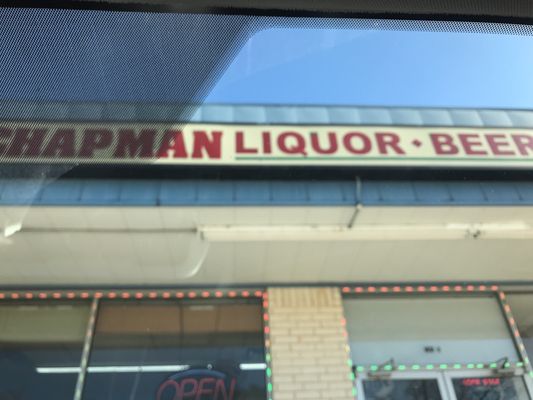 CHAPMAN LIQUOR • BEER
OPEN